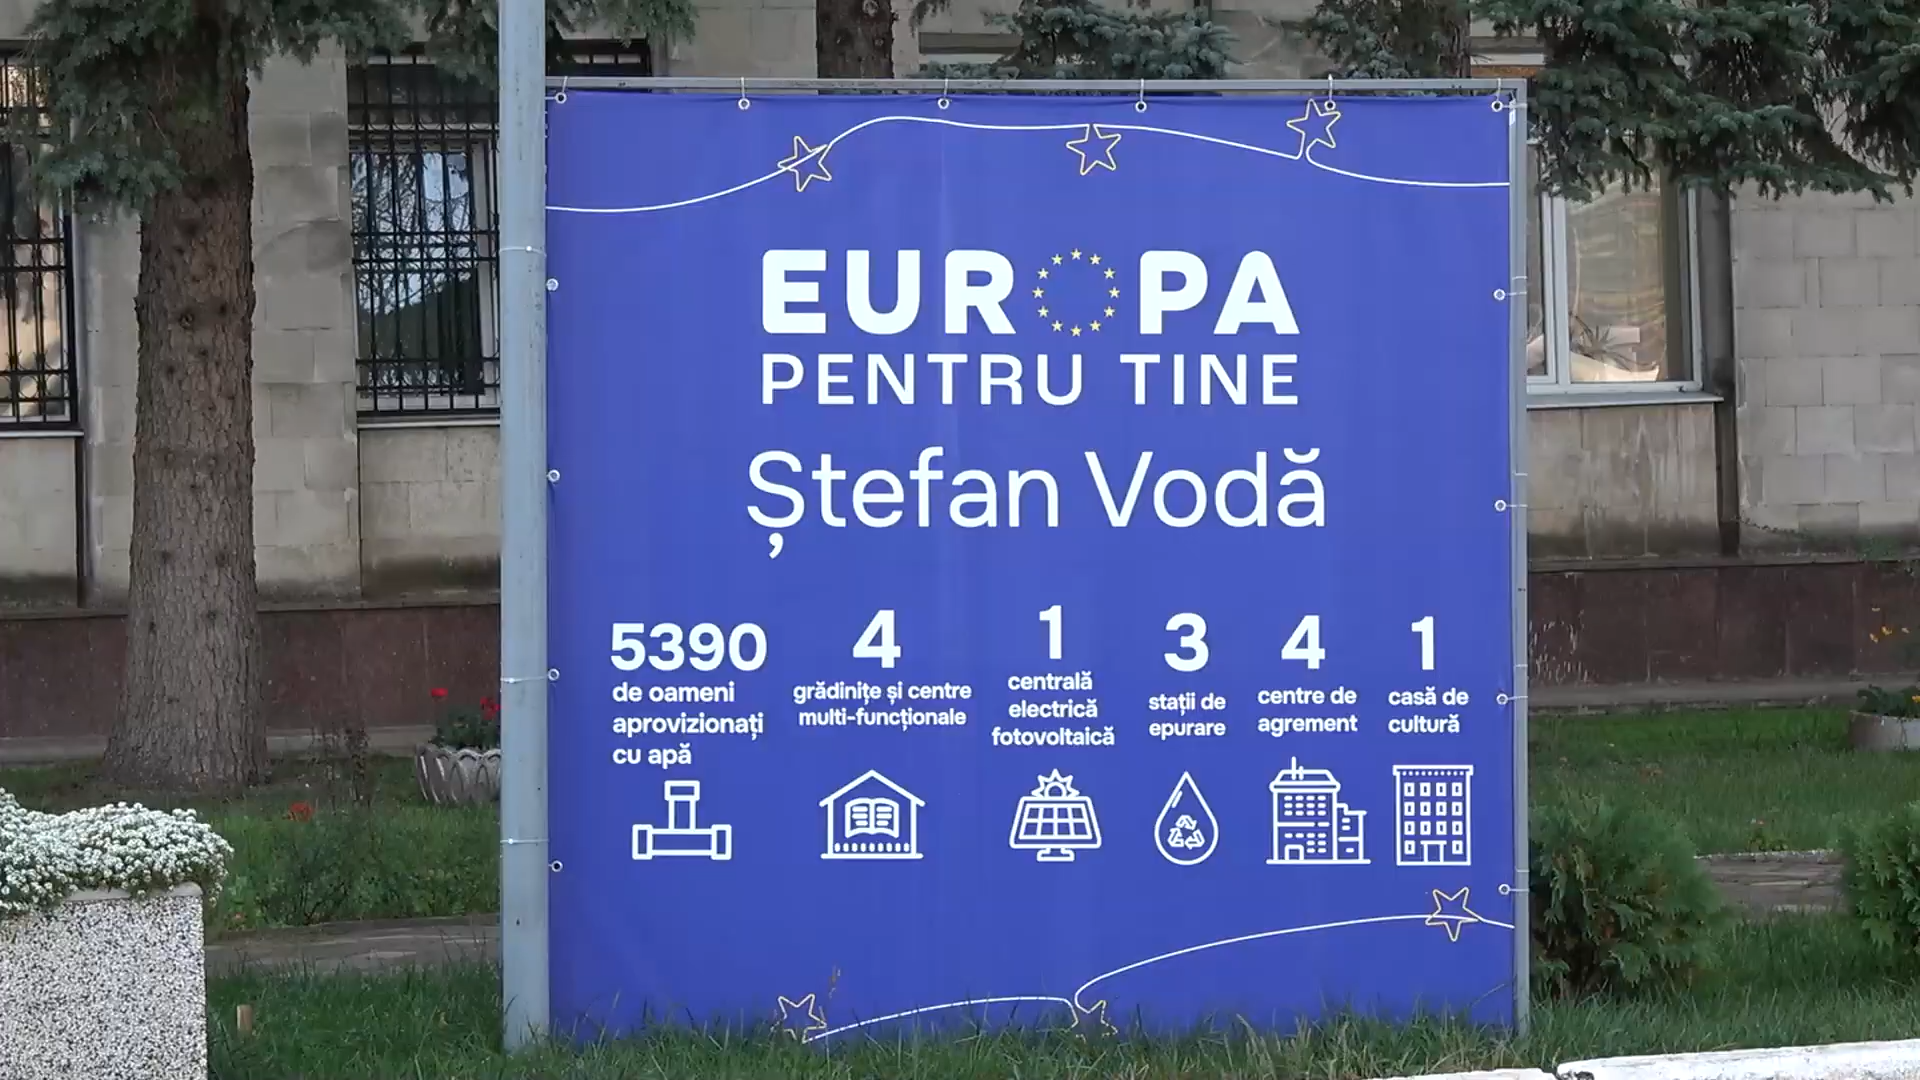 EUROPA
PENTRU TINE
Ștefan Vodă
5390
de oameni
aprovizionați
cu apă
4
grădinițe și centre
multi-funcționale
1
centrală
electrică
fotovoltaică
3
stații de
epurare
4
centre de
agrement
1
casă de
cultură